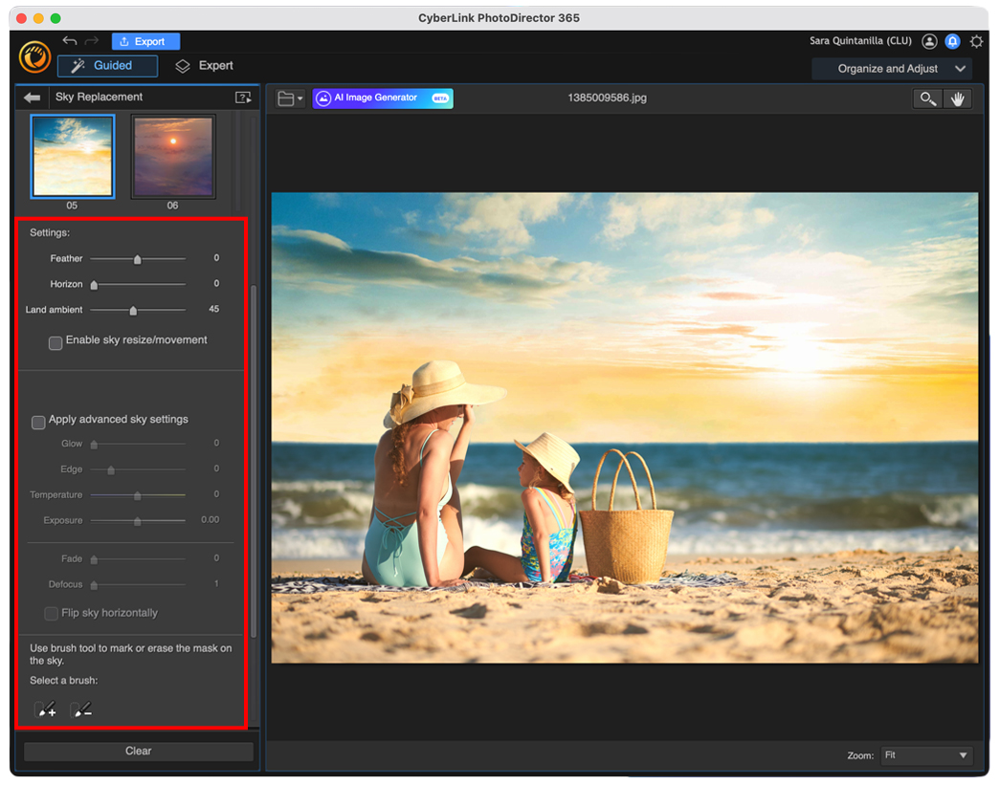 CyberLink PhotoDirector 365
Export
Sara Quintanilla (CLU)
Guided
Expert
Organize and Adjust
Sky Replacement
?
AI Image Generator BETA
1385009586.jpg
05
06
Settings:
Feather 0
Horizon 0
Land ambient 45
Enable sky resize/movement
Apply advanced sky settings
Glow 0
Edge 0
Temperature 0
Exposure 0.00
Fade 0
Defocus 1
Flip sky horizontally
Use brush tool to mark or erase the mask on
the sky.
Select a brush:
Clear
Zoom: Fit